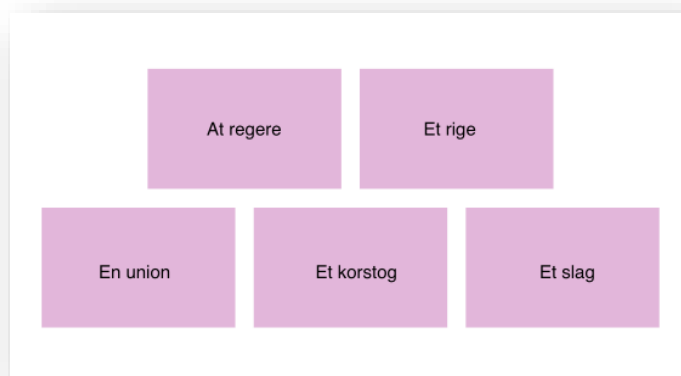 At regere
Et rige
En union
Et korstog
Et slag